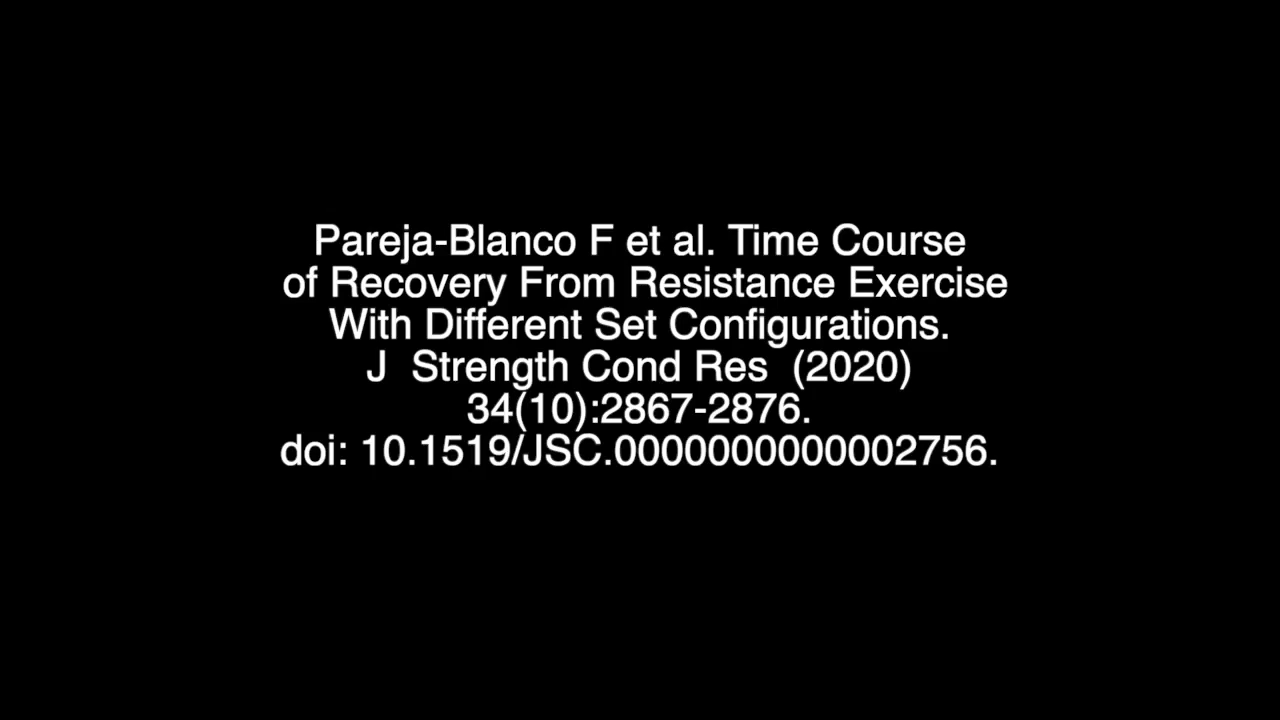 Pareja-Blanco F et al. Time Course
of Recovery From Resistance Exercise
With Different Set Configurations.
J  Strength Cond Res  (2020)
34(10):2867-2876.
doi: 10.1519/JSC.0000000000002756.